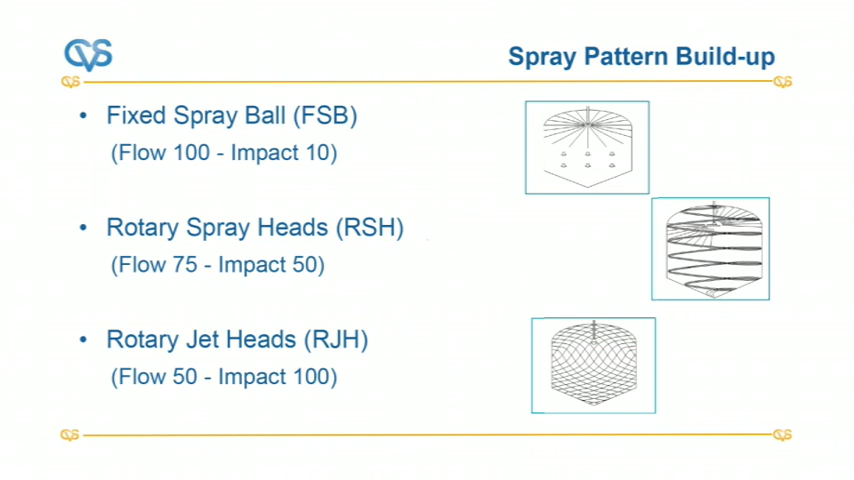 CVS
Spray Pattern Build-up
• Fixed Spray Ball (FSB)
(Flow 100 - Impact 10)
• Rotary Spray Heads (RSH)
(Flow 75 - Impact 50)
• Rotary Jet Heads (RJH)
(Flow 50 - Impact 100)